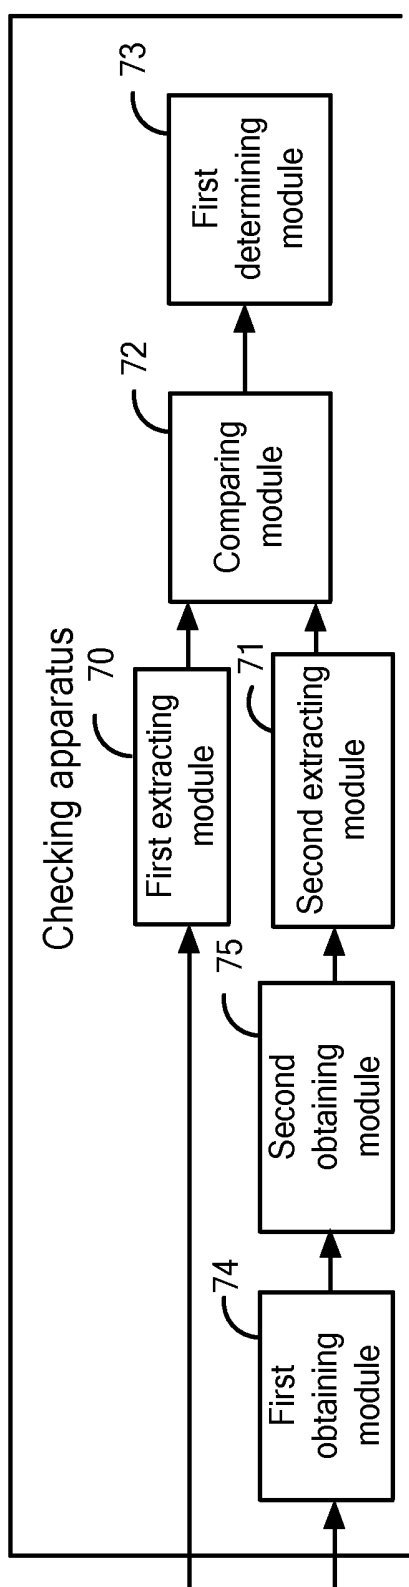 Checking apparatus
70
First extracting
module
72
Comparing
module
73
First
determining
module
74
First
obtaining
module
75
Second
obtaining
module
71
Second extracting
module